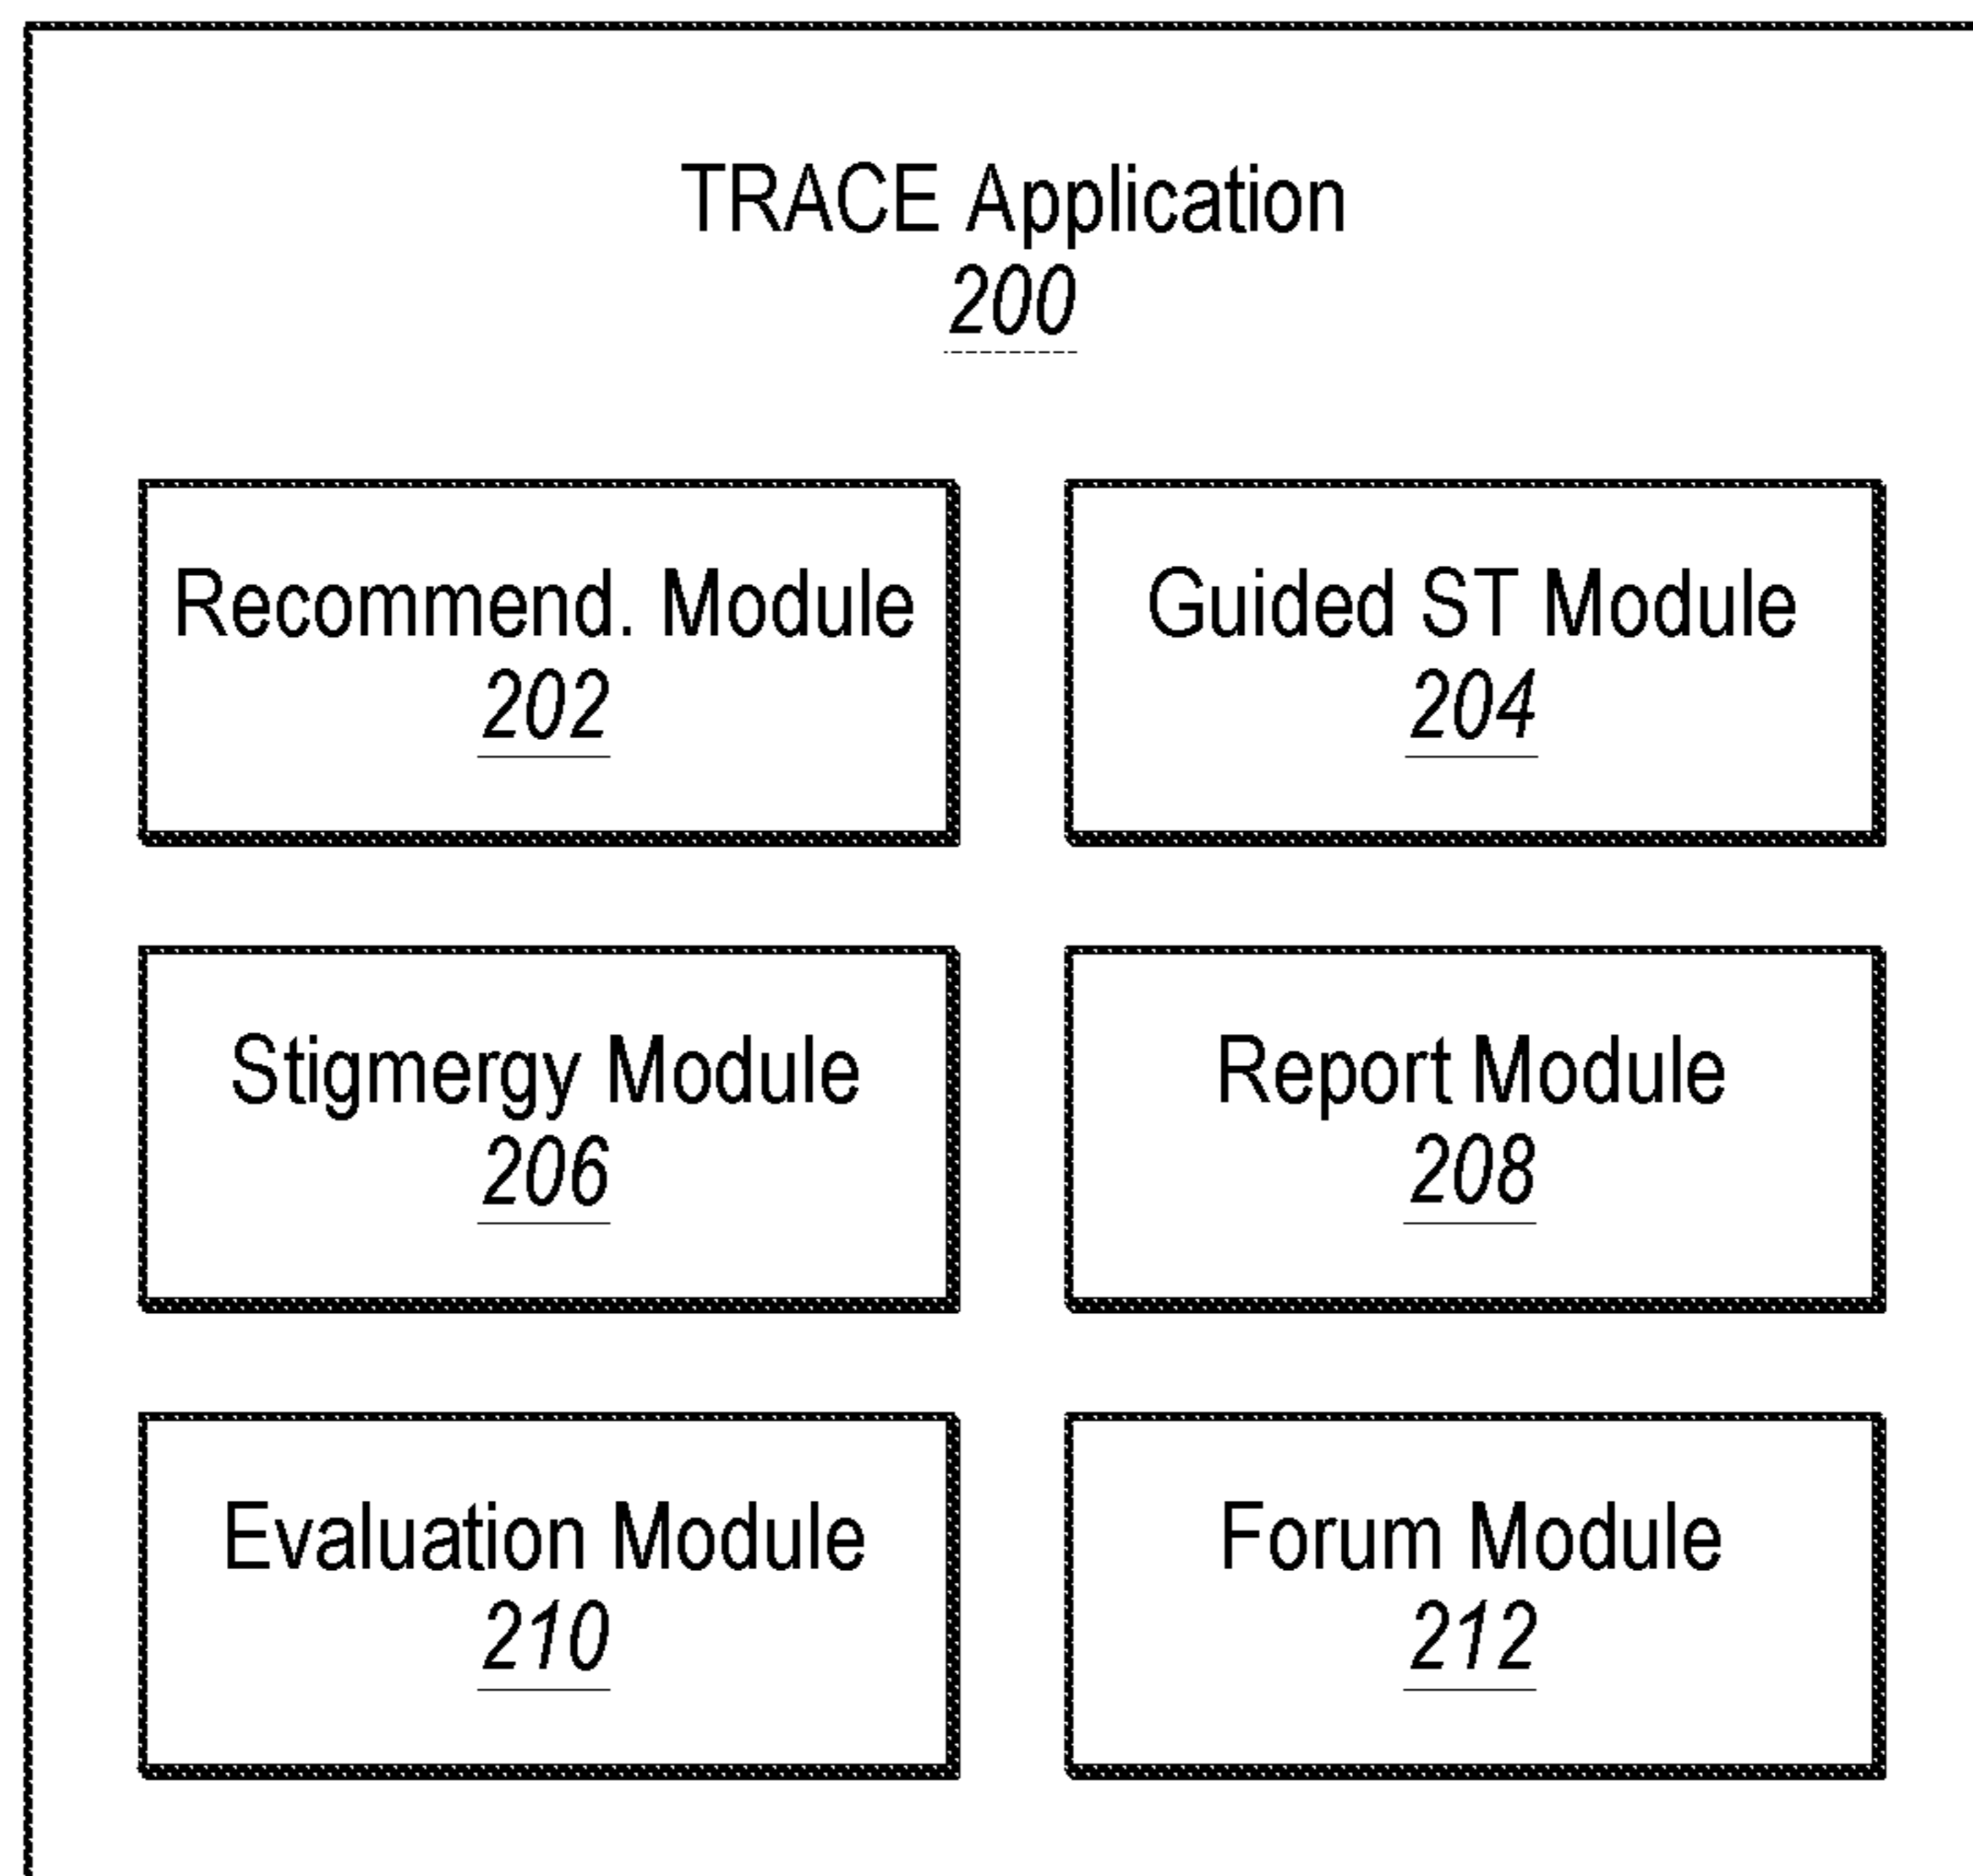 TRACE Application
200
Recommend. Module
202
Guided ST Module
204
Stigmergy Module
206
Report Module
208
Evaluation Module
210
Forum Module
212